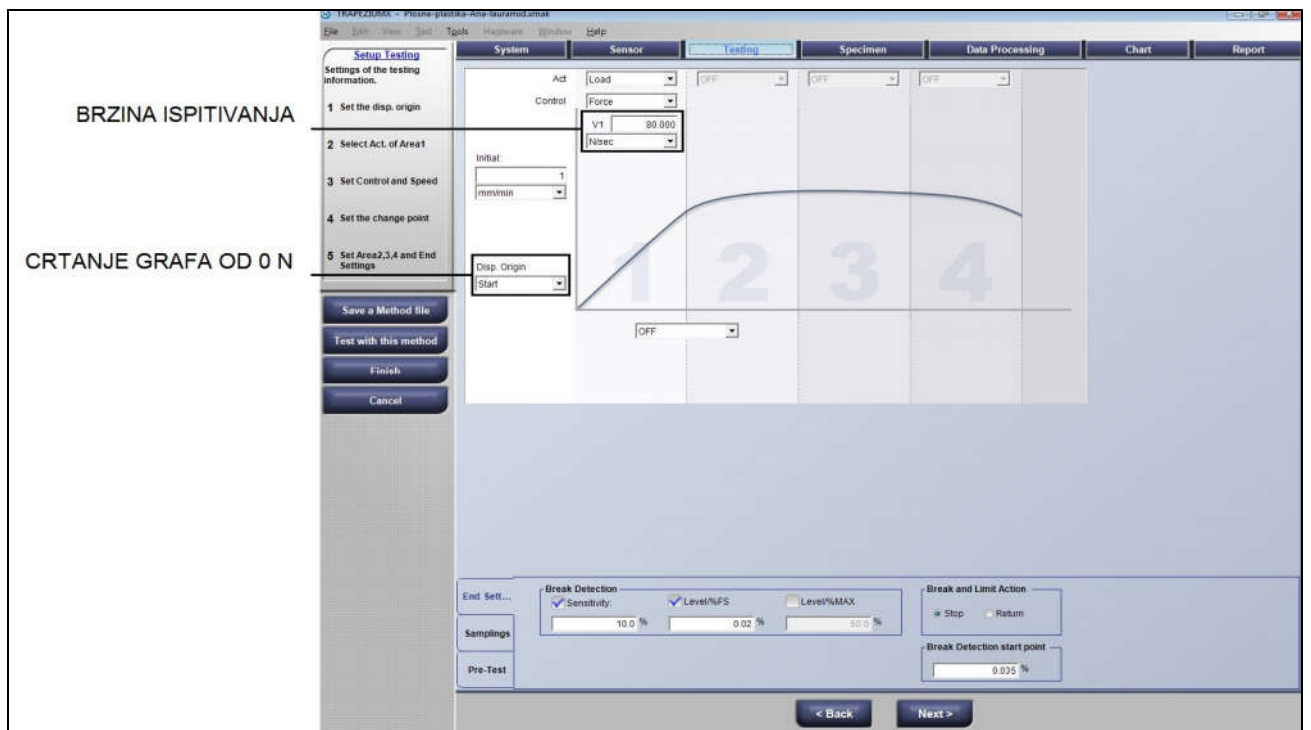 TRAPEZIUMX - Plosne-plastika-Ana-lauramid.xmak
File Edit View Test Tools Hardware Window Help
System Sensor Testing Specimen Data Processing Chart Report
Setup Testing
Settings of the testing
information.
1 Set the disp. origin
2 Select Act. of Area1
3 Set Control and Speed
4 Set the change point
5 Set Area2,3,4 and End
Settings
Save a Method file
Test with this method
Finish
Cancel
BRZINA ISPITIVANJA
CRTANJE GRAFA OD 0 N
Act Load OFF OFF OFF
Control Force
V1 80.000
N/sec
Initial:
1
mm/min
Disp. Origin
Start
1 2 3 4
OFF
End Sett...
Samplings
Pre-Test
Break Detection
Sensitivity: Level/%FS Level/%MAX
10.0 % 0.02 % 50.0 %
Break and Limit Action
Stop Return
Break Detection start point
0.035 %
< Back Next >